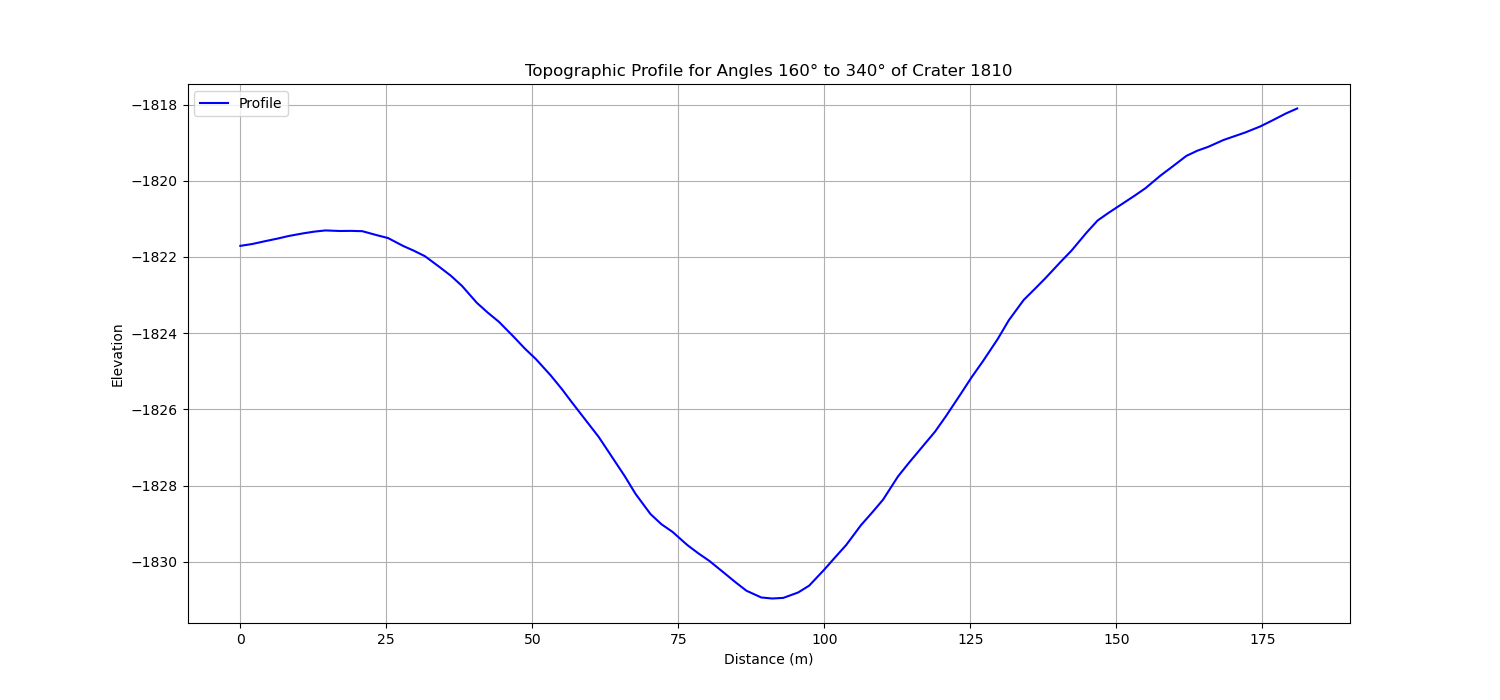 Topographic Profile for Angles 160° to 340° of Crater 1810
Profile
−1818
−1820
−1822
−1824
−1826
−1828
−1830
Elevation
0 25 50 75 100 125 150 175
Distance (m)